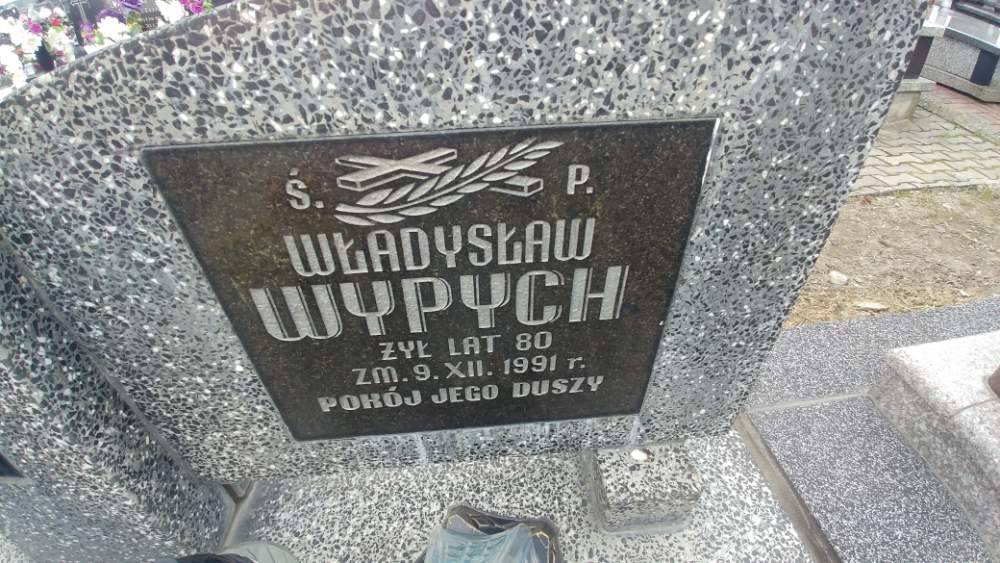 Ś. P.
WŁADYSŁAW
WYPYCH
ŻYŁ LAT 80
ZM. 9. XII. 1991 r.
POKÓJ JEGO DUSZY